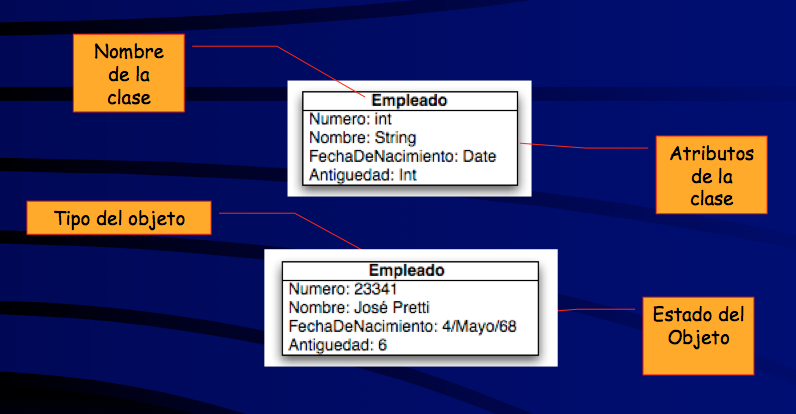 Nombre
de la
clase
Empleado
Numero: int
Nombre: String
FechaDeNacimiento: Date
Antiguedad: Int
Atributos
de la
clase
Tipo del objeto
Empleado
Numero: 23341
Nombre: José Pretti
FechaDeNacimiento: 4/Mayo/68
Antiguedad: 6
Estado del
Objeto